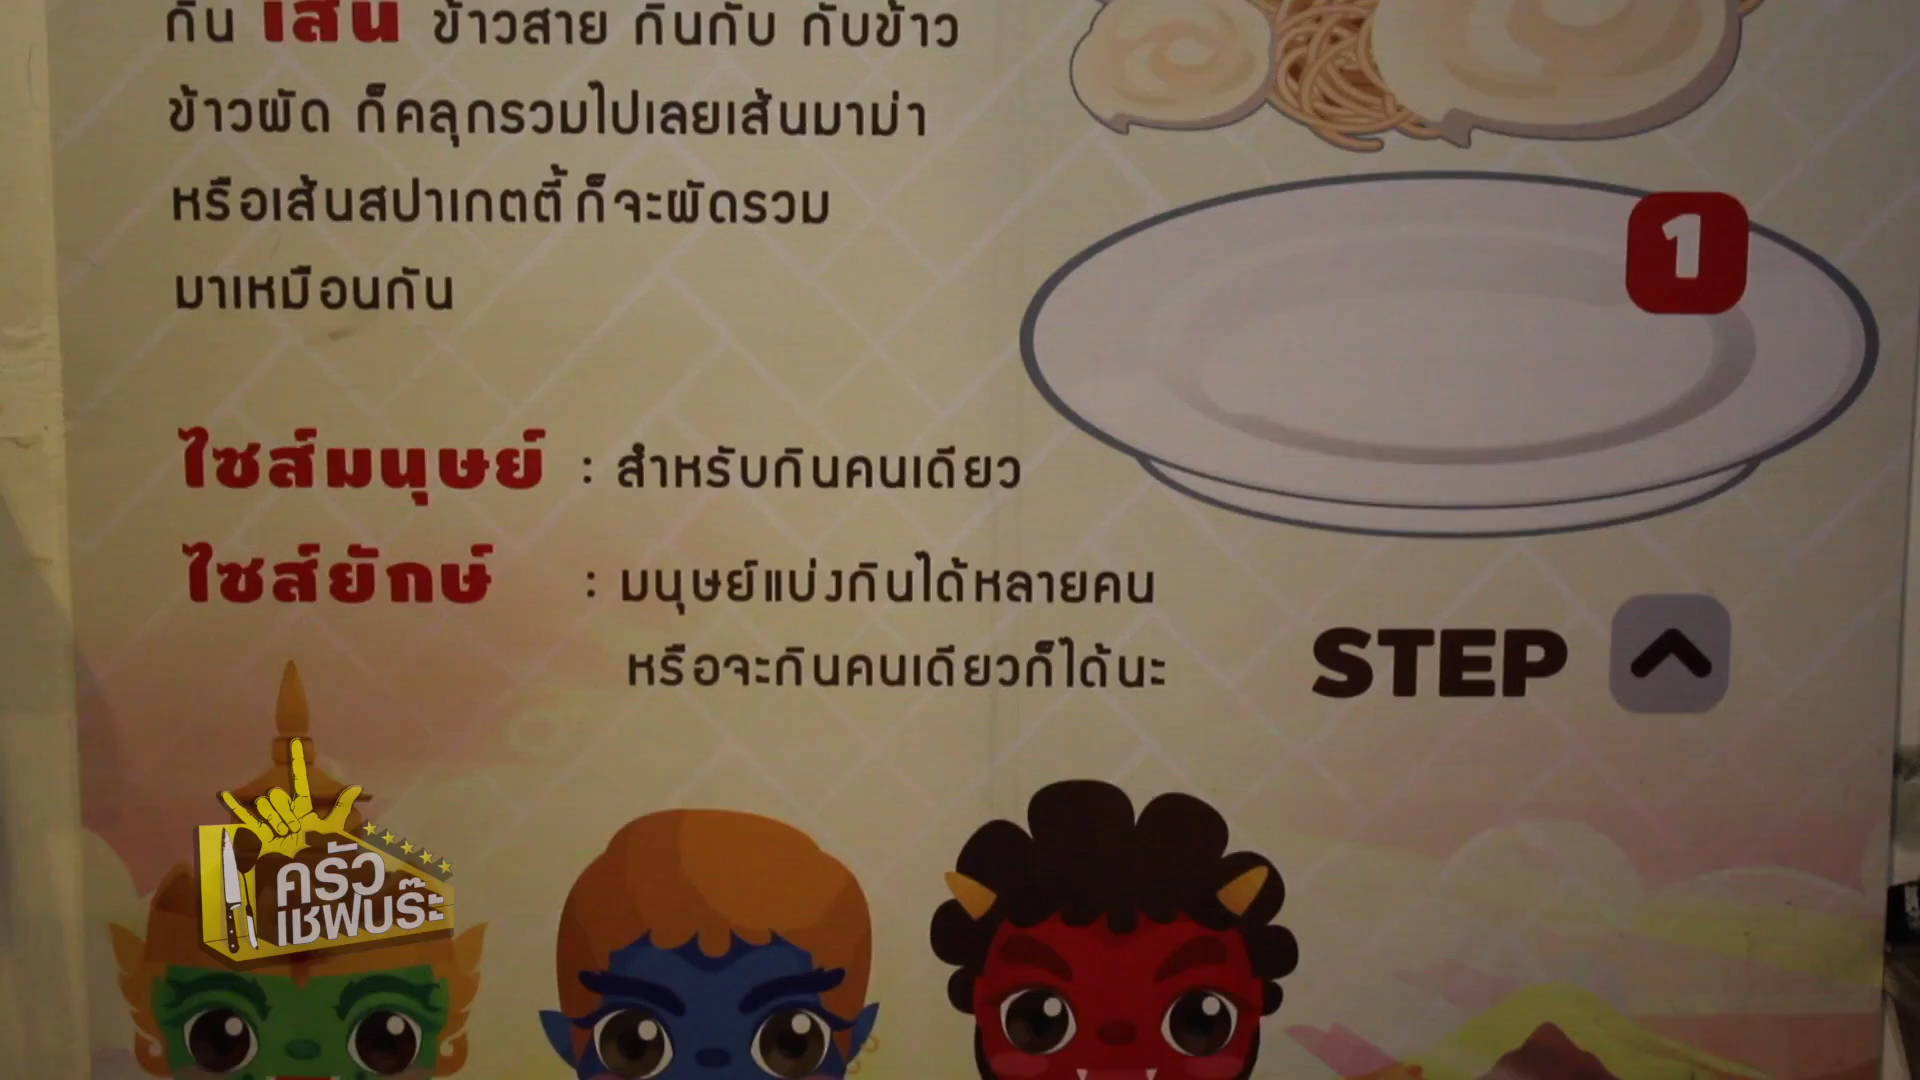 กิน เส้น ข้าวสวย กินกับ กับข้าว
ข้าวผัด ก็คลุกรวมไปเลยเส้นมาม่า
หรือเส้นสปาเกตตี้ก็จะผัดรวม
มาเหมือนกัน
1
ไซส์มนุษย์ : สำหรับกินคนเดียว
ไซส์ยักษ์ : มนุษย์แบ่งกินได้หลายคน
หรือจะกินคนเดียวก็ได้นะ
STEP
ครัว
เชฟบร๊ะ